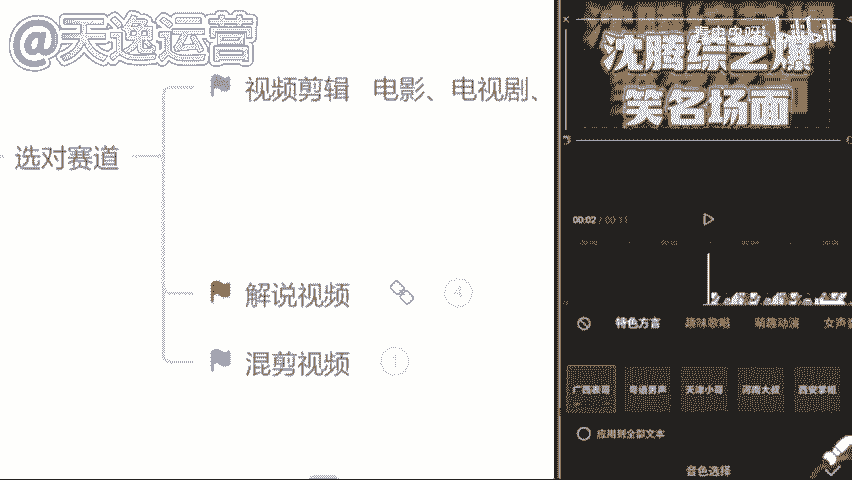 @天逸运营
视频剪辑 电影、电视剧、
选对赛道
解说视频 4
混剪视频 1
bilibili
沈腾综艺爆
笑名场面
00:02 / 00:11
特色方言 趣味歌唱 萌趣动漫 女声音
广西表哥 粤语男声 天津小哥 河南大叔 西安掌柜
应用到全部文本
音色选择